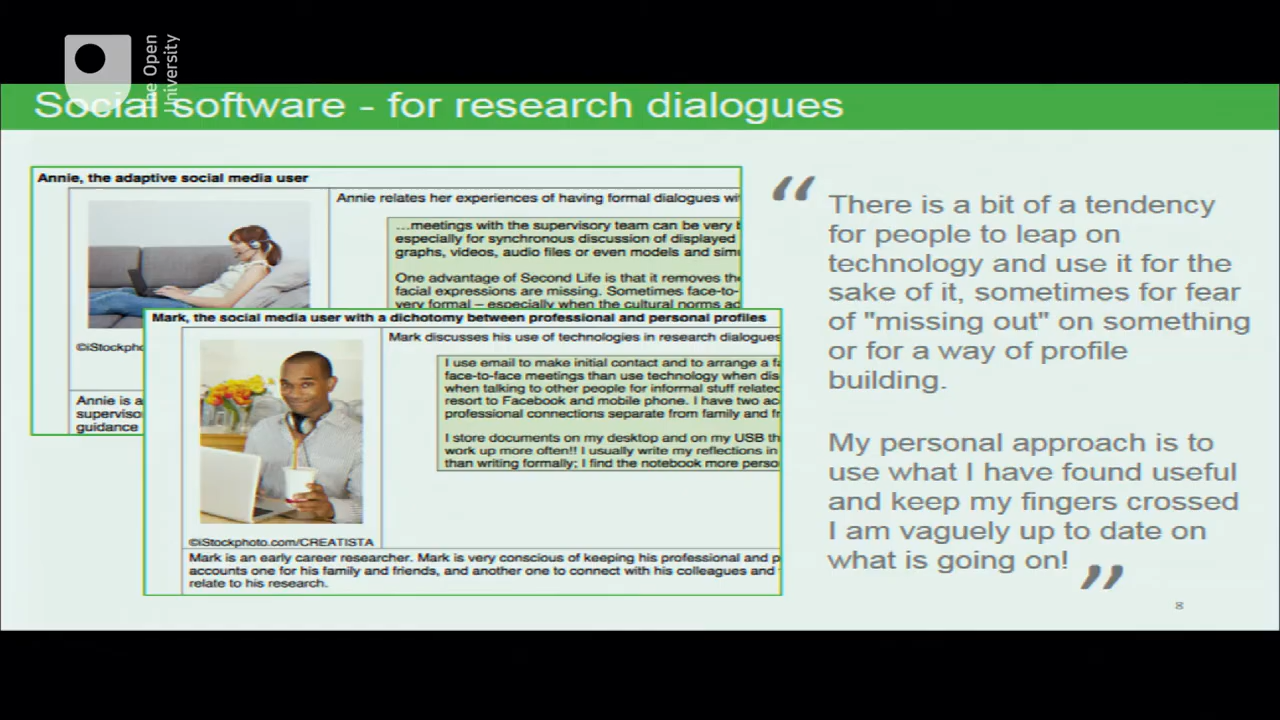 The Open
University
Social software - for research dialogues
Annie, the adaptive social media user
Annie relates her experiences of having formal dialogues
...meetings with the supervisory team can be very
especially for synchronous discussion of displayed
graphs, videos, audio files or even models and
One advantage of Second Life is that it removes the
facial expressions are missing. Sometimes face-to-
very formal – especially when the cultural norms
Annie is a
guidance
Mark, the social media user with a dichotomy between professional and personal profiles
Mark discusses his use of technologies in research dialogues
I use email to make initial contact and to arrange a
face-to-face meetings than use technology when
when talking to other people for informal stuff
resort to Facebook and mobile phone. I have two
professional connections separate from family and
I store documents on my desktop and on my USB
work up more often!! I usually write my reflections in
than writing formally; I find the notebook more
©iStockphoto.com/CREATISTA
Mark is an early career researcher. Mark is very conscious of keeping his professional and
accounts one for his family and friends, and another one to connect with his colleagues and
relate to his research.
“ There is a bit of a tendency
for people to leap on
technology and use it for the
sake of it, sometimes for fear
of "missing out" on something
or for a way of profile
building.
My personal approach is to
use what I have found useful
and keep my fingers crossed
I am vaguely up to date on
what is going on! ”
8